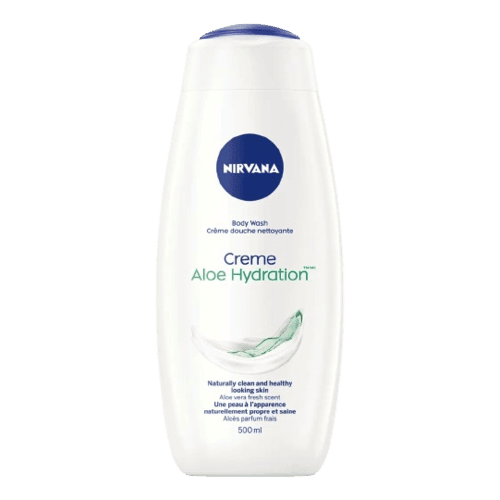 NIRVANA
Body Wash
Crème douche nettoyante
Creme
Aloe Hydration
Naturally clean and healthy
looking skin
Aloe vera fresh scent
Une peau à l'apparence
naturellement propre et saine
Aloès parfum frais
500 ml